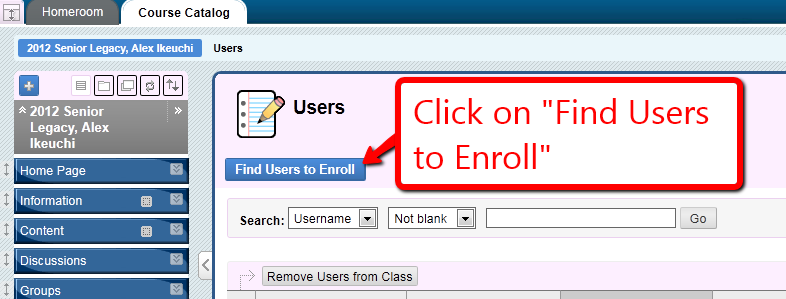 Homeroom Course Catalog
2012 Senior Legacy, Alex Ikeuchi Users
2012 Senior
Legacy, Alex
Ikeuchi
Home Page
Information
Content
Discussions
Groups
Users
Find Users to Enroll
Click on "Find Users
to Enroll"
Search: Username Not blank Go
Remove Users from Class